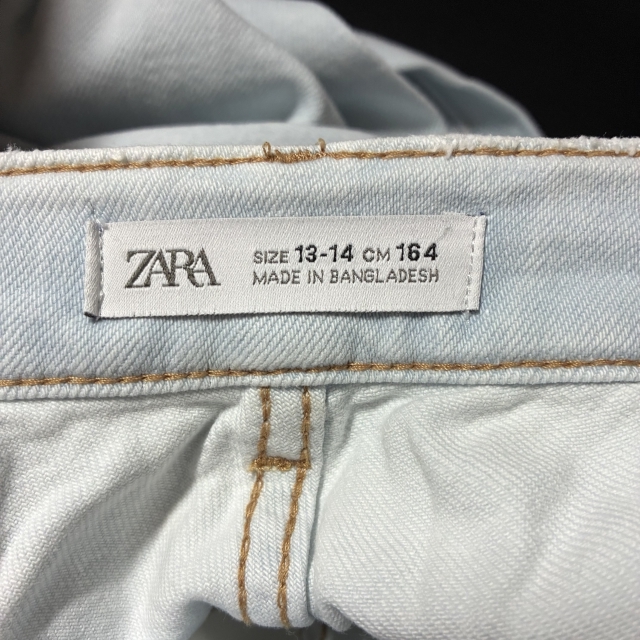 ZARA
SIZE 13-14 CM 164
MADE IN BANGLADESH